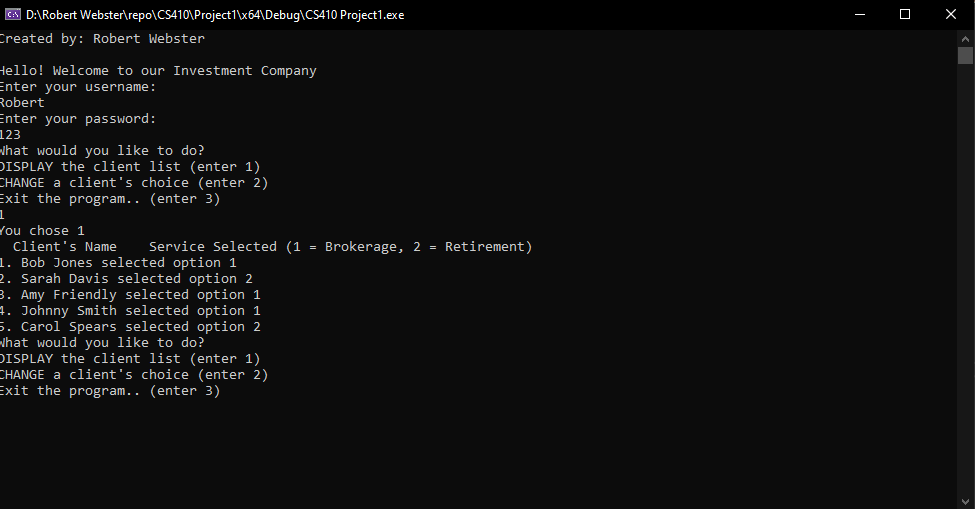 D:\Robert Webster\repo\CS410\Project1\x64\Debug\CS410 Project1.exe
Created by: Robert Webster
Hello! Welcome to our Investment Company
Enter your username:
Robert
Enter your password:
123
What would you like to do?
DISPLAY the client list (enter 1)
CHANGE a client's choice (enter 2)
Exit the program.. (enter 3)
1
You chose 1
Client's Name    Service Selected (1 = Brokerage, 2 = Retirement)
1. Bob Jones selected option 1
2. Sarah Davis selected option 2
3. Amy Friendly selected option 1
4. Johnny Smith selected option 1
5. Carol Spears selected option 2
What would you like to do?
DISPLAY the client list (enter 1)
CHANGE a client's choice (enter 2)
Exit the program.. (enter 3)